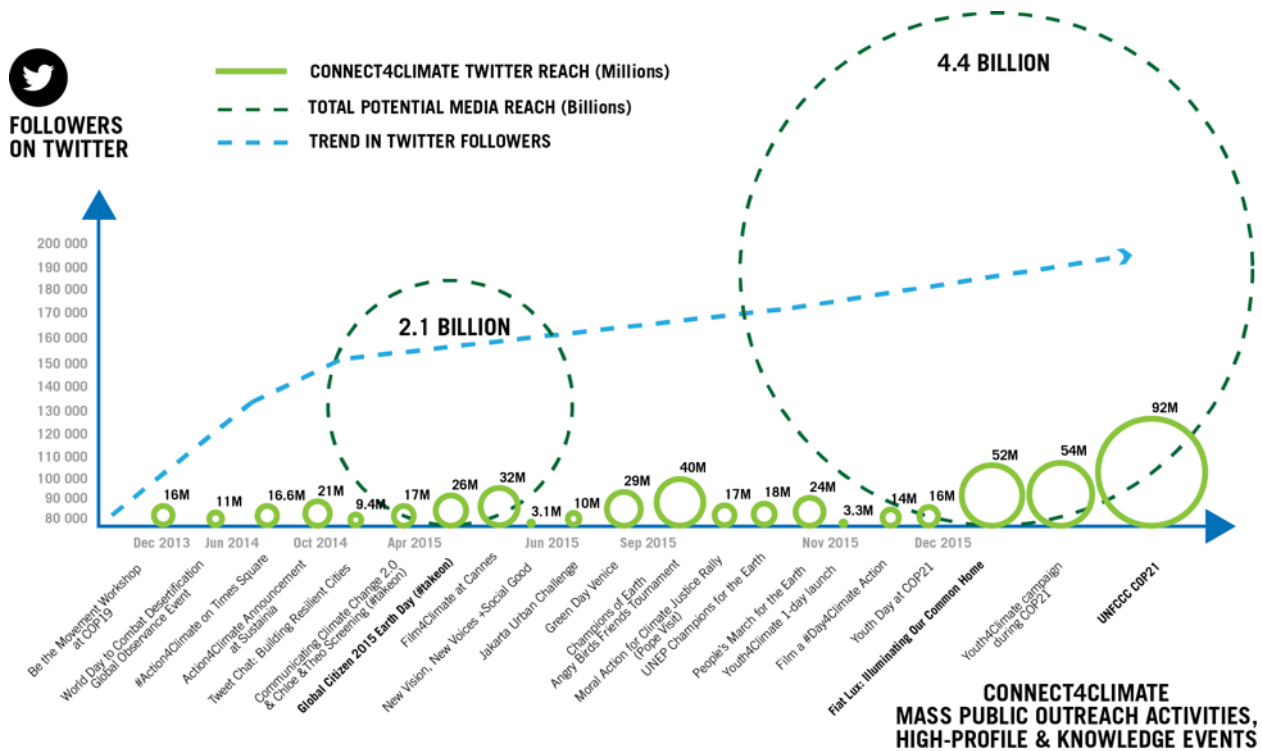 FOLLOWERS
ON TWITTER
CONNECT4CLIMATE TWITTER REACH (Millions)
TOTAL POTENTIAL MEDIA REACH (Billions)
TREND IN TWITTER FOLLOWERS
4.4 BILLION
2.1 BILLION
200 000
190 000
180 000
170 000
160 000
150 000
140 000
130 000
120 000
100 000
90 000
80 000
16M
11M
16.6M
21M
9.4M
17M
26M
32M
3.1M
10M
29M
40M
17M
18M
24M
3.3M
14M
16M
52M
54M
92M
Dec 2013
Jun 2014
Oct 2014
Apr 2015
Jun 2015
Sep 2015
Nov 2015
Dec 2015
Be the Movement Workshop
at COP19
World Day to Combat Desertification
Global Observance Event
#Action4Climate on Times Square
Action4Climate Announcement
at Sustainia
Tweet Chat: Building Resilient Cities
Communicating Climate Change 2.0
& Chloe &Theo Screening (#takeon)
Global Citizen 2015 Earth Day (#takeon)
Film4Climate at Cannes
New Vision, New Voices +Social Good
Jakarta Urban Challenge
Green Day Venice
Champions of Earth
Angry Birds Friends Tournament
Moral Action for Climate Justice Rally
(Pope Visit)
UNEP Champions for the Earth
People's March for the Earth
Youth4Climate 1-day launch
Film a #Day4Climate Action
Youth Day at COP21
Fiat Lux: Illuminating Our Common Home
Youth4Climate campaign
during COP21
UNFCCC COP21
CONNECT4CLIMATE
MASS PUBLIC OUTREACH ACTIVITIES,
HIGH-PROFILE & KNOWLEDGE EVENTS